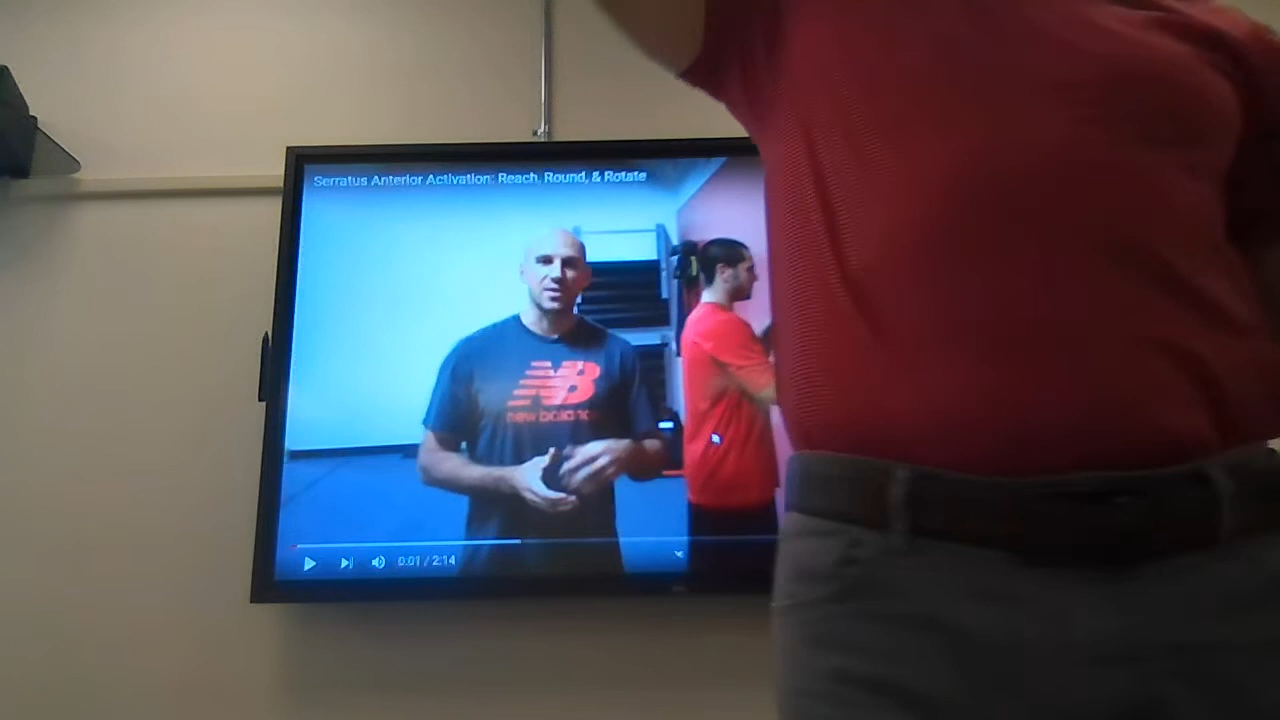 Serratus Anterior Activation: Reach, Round, & Rotate
NB
new balance
0:01 / 2:14